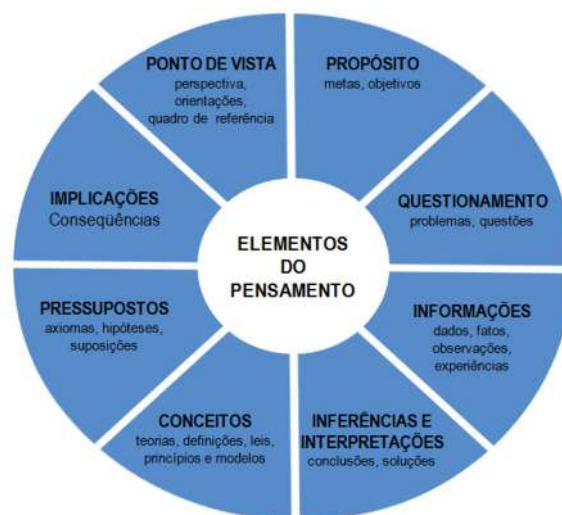 PONTO DE VISTA
perspectiva,
orientações,
quadro de referência
PROPÓSITO
metas, objetivos
QUESTIONAMENTO
problemas, questões
INFORMAÇÕES
dados, fatos,
observações,
experiências
INFERÊNCIAS E
INTERPRETAÇÕES
conclusões, soluções
CONCEITOS
teorias, definições, leis,
princípios e modelos
PRESSUPOSTOS
axiomas, hipóteses,
suposições
IMPLICAÇÕES
Conseqüências
ELEMENTOS
DO
PENSAMENTO